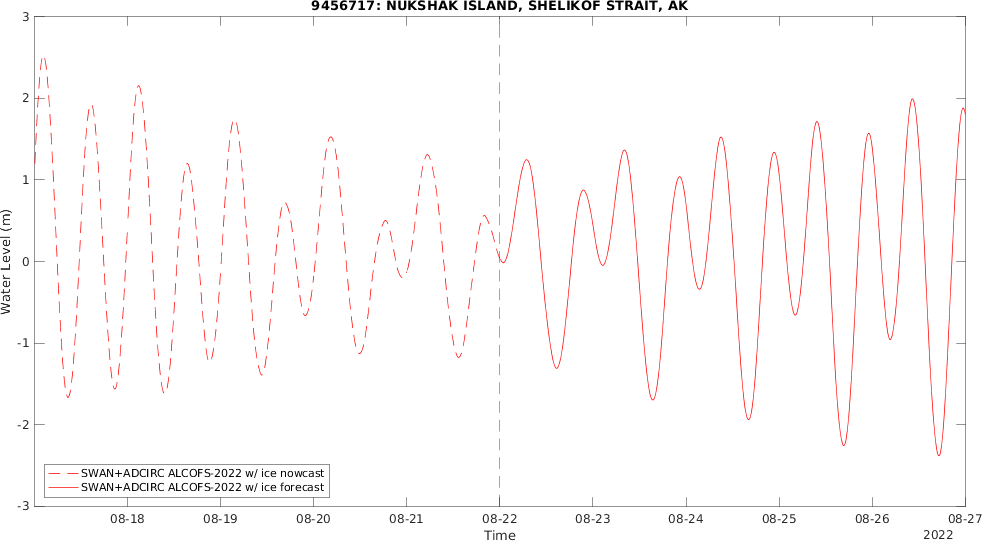 9456717: NUKSHAK ISLAND, SHELIKOF STRAIT, AK
3
2
1
0
-1
-2
-3
Water Level (m)
SWAN+ADCIRC ALCOFS-2022 w/ ice nowcast
SWAN+ADCIRC ALCOFS-2022 w/ ice forecast
08-18 08-19 08-20 08-21 08-22 08-23 08-24 08-25 08-26 08-27
Time
2022